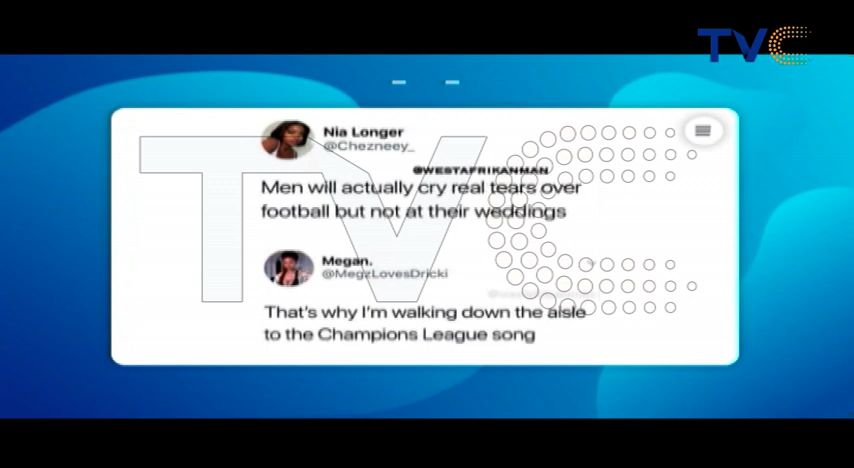 TVC
Nia Longer
@Chezneey_
@WESTAFRIKANMAN
Men will actually cry real tears over
football but not at their weddings
Megan.
@MegzLovesDricki
That's why I'm walking down the aisle
to the Champions League song
TVC